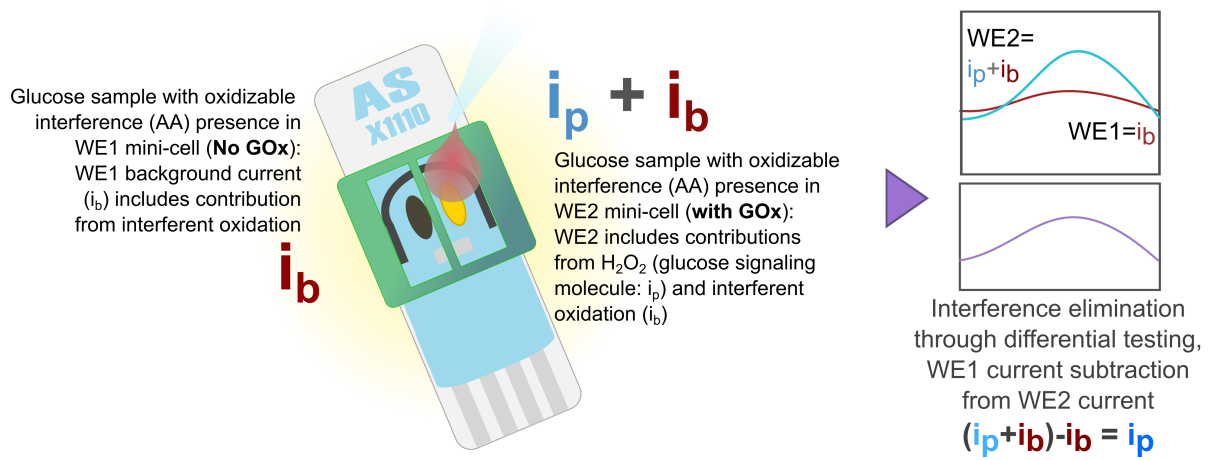 Glucose sample with oxidizable
interference (AA) presence in
WE1 mini-cell (No GOx):
WE1 background current
(ib) includes contribution
from interferent oxidation
ib
AS
X1110
ip + ib
Glucose sample with oxidizable
interference (AA) presence in
WE2 mini-cell (with GOx):
WE2 includes contributions
from H2O2 (glucose signaling
molecule: ip) and interferent
oxidation (ib)
WE2=
ip+ib
WE1=ib
Interference elimination
through differential testing,
WE1 current subtraction
from WE2 current
(ip+ib)-ib = ip